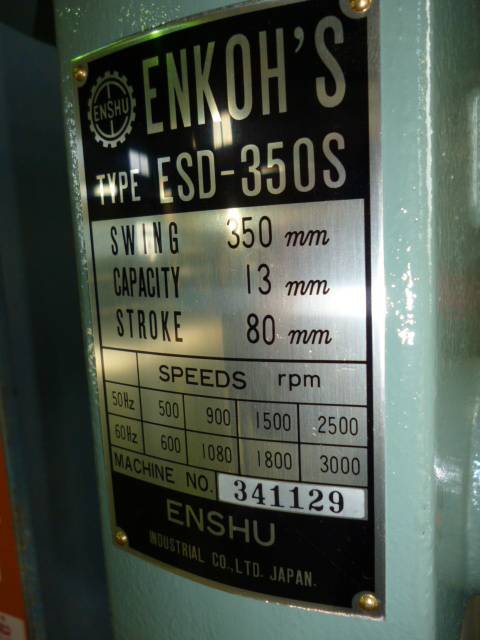 ENSHU
ENKOH'S
TYPE ESD-350S
SWING 350 mm
CAPACITY 13 mm
STROKE 80 mm
SPEEDS rpm
50Hz 500 900 1500 2500
60Hz 600 1080 1800 3000
MACHINE NO. 341129
ENSHU
INDUSTRIAL CO., LTD. JAPAN.